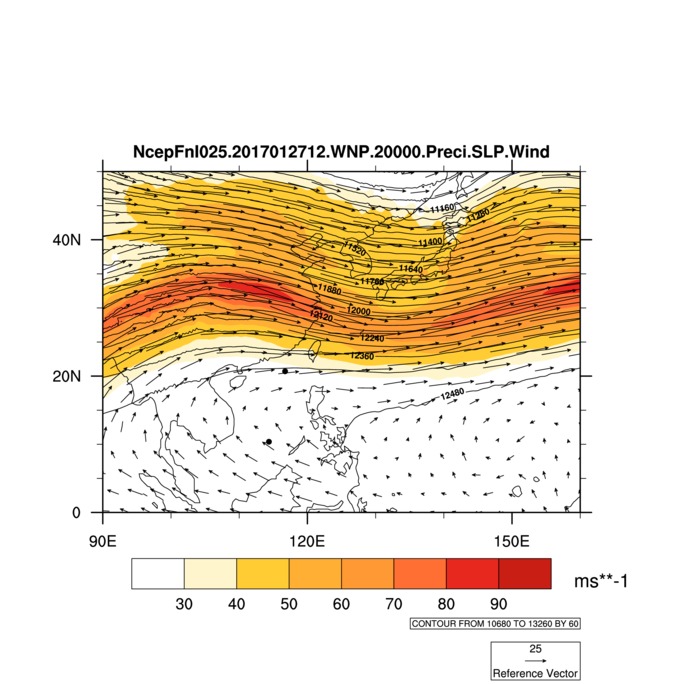 NcepFnl025.2017012712.WNP.20000.Preci.SLP.Wind
11160
11280
40N
11400
11520
11640
11760
11880
12000
12120
12240
12360
20N
12480
0
90E 120E 150E
ms**-1
30 40 50 60 70 80 90
CONTOUR FROM 10680 TO 13260 BY 60
25
Reference Vector